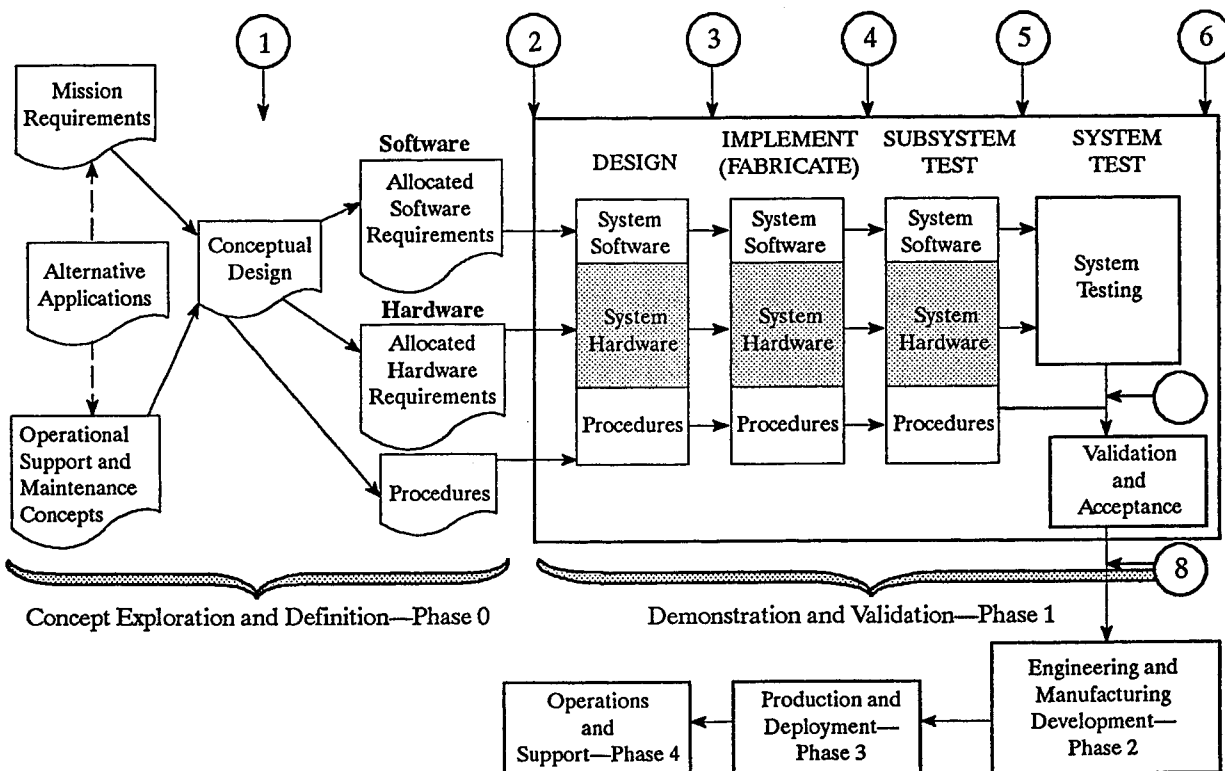 1
2
3
4
5
6
Mission
Requirements
Alternative
Applications
Operational
Support and
Maintenance
Concepts
Conceptual
Design
Software
Allocated
Software
Requirements
Hardware
Allocated
Hardware
Requirements
Procedures
DESIGN
IMPLEMENT
(FABRICATE)
SUBSYSTEM
TEST
SYSTEM
TEST
System
Software
System
Hardware
Procedures
System
Software
System
Hardware
Procedures
System
Software
System
Hardware
Procedures
System
Testing
Validation
and
Acceptance
8
Concept Exploration and Definition—Phase 0
Demonstration and Validation—Phase 1
Operations
and
Support—Phase 4
Production and
Deployment—
Phase 3
Engineering and
Manufacturing
Development—
Phase 2